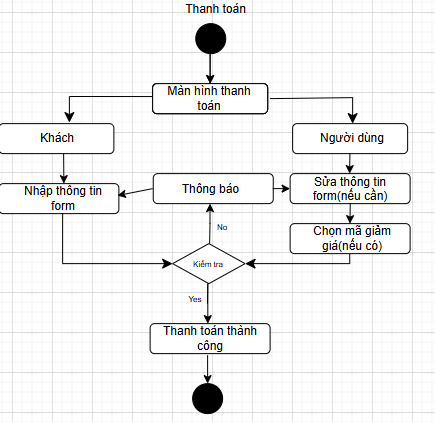 Thanh toán
Màn hình thanh
toán
Khách
Người dùng
Nhập thông tin
form
Thông báo
Sửa thông tin
form(nếu cần)
Chọn mã giảm
giá(nếu có)
No
Kiểm tra
Yes
Thanh toán thành
công